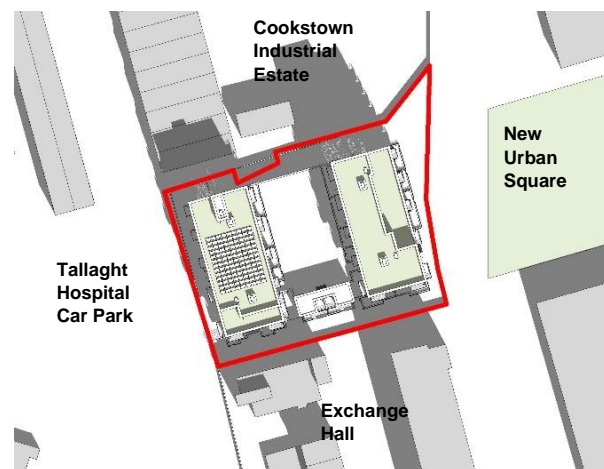 Cookstown
Industrial
Estate
New
Urban
Square
Tallaght
Hospital
Car Park
Exchange
Hall